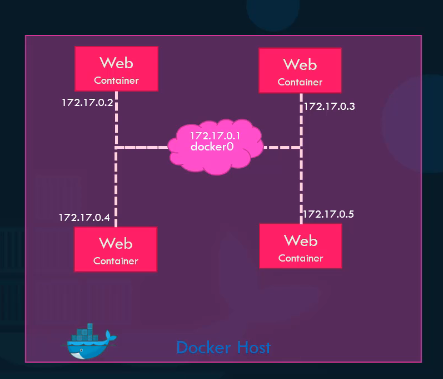 Web
Container
Web
Container
172.17.0.2
172.17.0.3
172.17.0.1
docker0
172.17.0.4
172.17.0.5
Web
Container
Web
Container
Docker Host